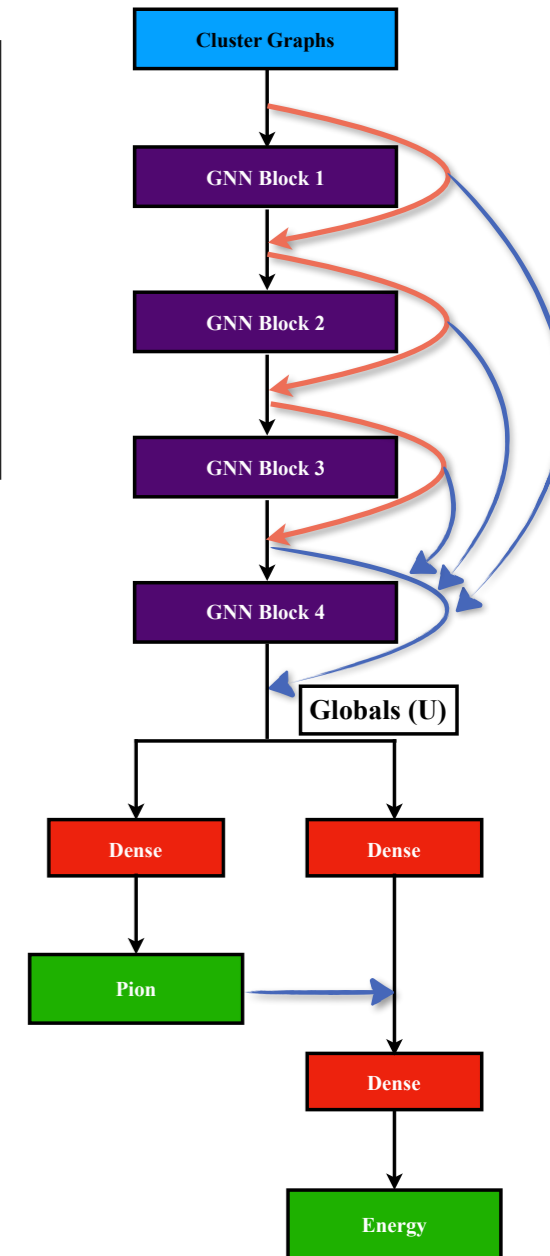 Cluster Graphs
GNN Block 1
GNN Block 2
GNN Block 3
GNN Block 4
Globals (U)
Dense
Dense
Pion
Dense
Energy